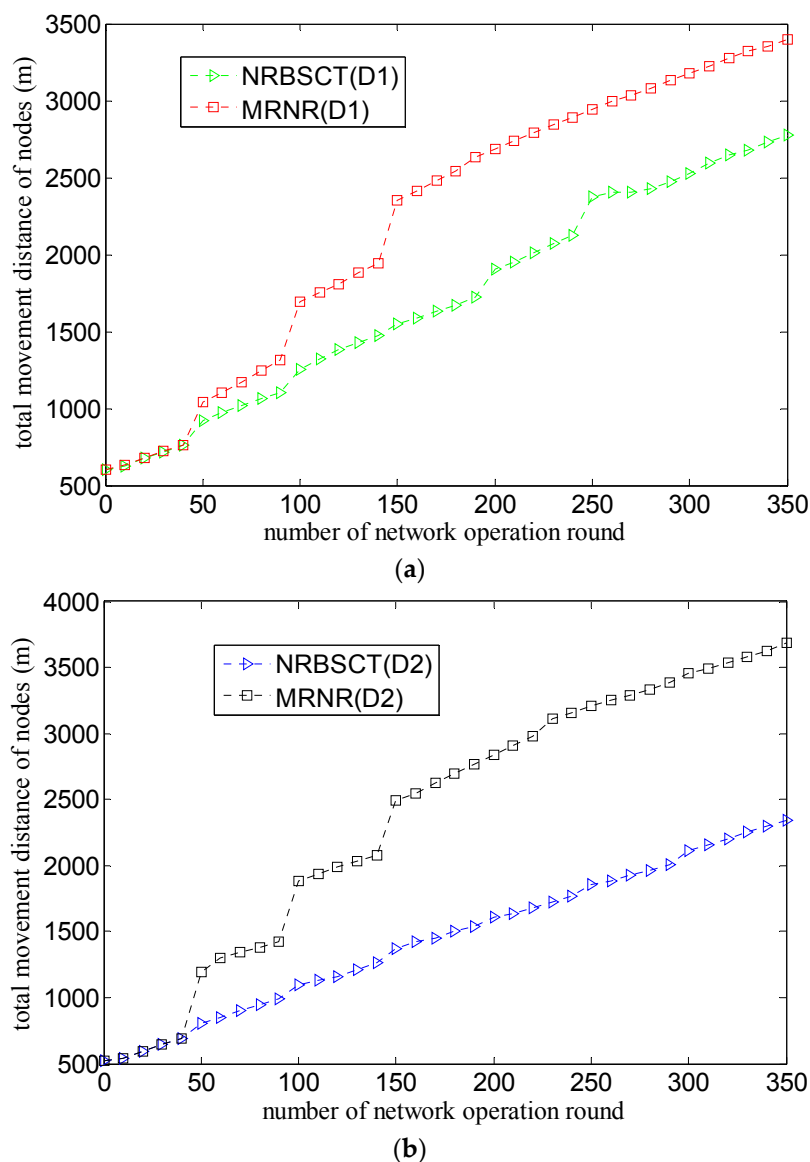 3500
3000
2500
2000
1500
1000
500
total movement distance of nodes (m)
NRBSCT(D1)
MRNR(D1)
0 50 100 150 200 250 300 350
number of network operation round
(a)
4000
3500
3000
2500
2000
1500
1000
500
total movement distance of nodes (m)
NRBSCT(D2)
MRNR(D2)
0 50 100 150 200 250 300 350
number of network operation round
(b)